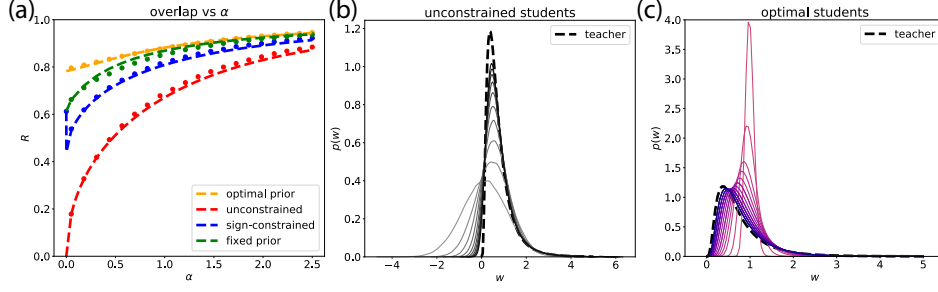 (a)
overlap vs α
R
1.0
0.8
0.6
0.4
0.2
0.0
0.0 0.5 1.0 1.5 2.0 2.5
α
optimal prior
unconstrained
sign-constrained
fixed prior
(b)
unconstrained students
p(w)
1.2
1.0
0.8
0.6
0.4
0.2
0.0
−4 −2 0 2 4 6
w
teacher
(c)
optimal students
p(w)
4.0
3.5
3.0
2.5
2.0
1.5
1.0
0.5
0.0
0 1 2 3 4 5
w
teacher